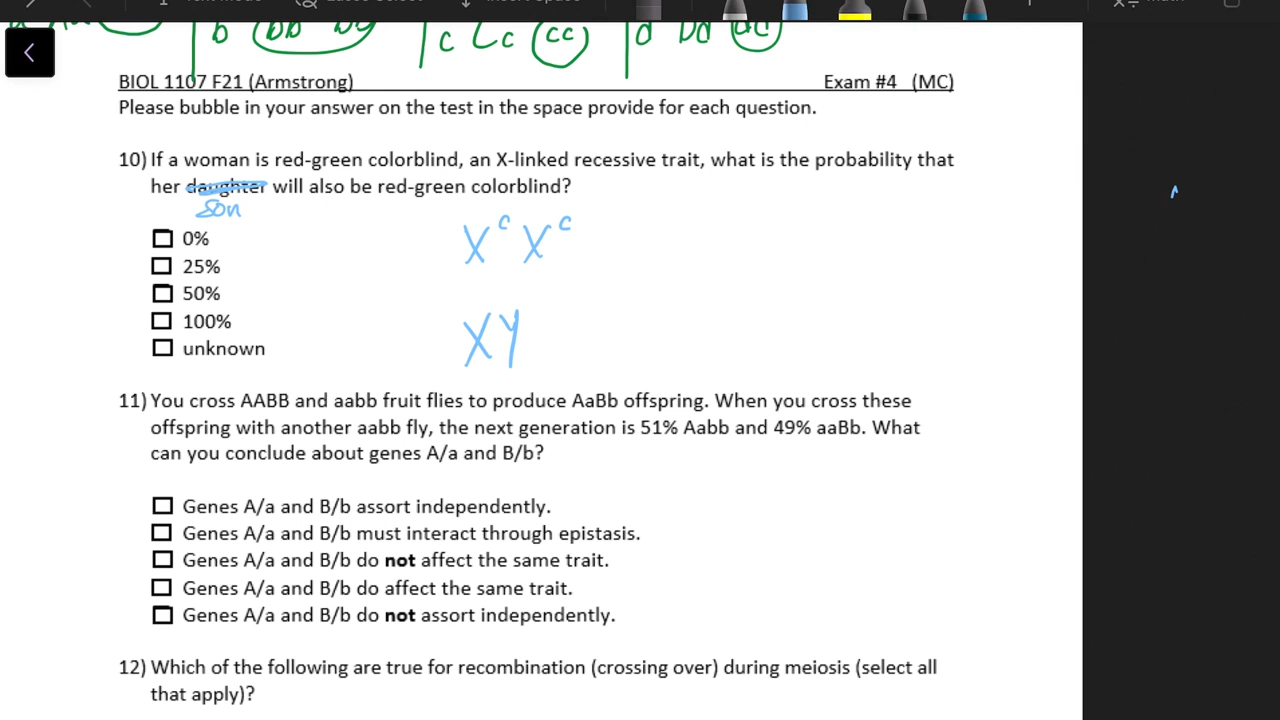 b bb
c Cc cc d Dd
BIOL 1107 F21 (Armstrong) Exam #4 (MC)
Please bubble in your answer on the test in the space provide for each question.
10) If a woman is red-green colorblind, an X-linked recessive trait, what is the probability that
her daughter will also be red-green colorblind?
son
0%
25%
50%
100%
unknown
X^c X^c
XY
11) You cross AABB and aabb fruit flies to produce AaBb offspring. When you cross these
offspring with another aabb fly, the next generation is 51% Aabb and 49% aaBb. What
can you conclude about genes A/a and B/b?
Genes A/a and B/b assort independently.
Genes A/a and B/b must interact through epistasis.
Genes A/a and B/b do not affect the same trait.
Genes A/a and B/b do affect the same trait.
Genes A/a and B/b do not assort independently.
12) Which of the following are true for recombination (crossing over) during meiosis (select all
that apply)?